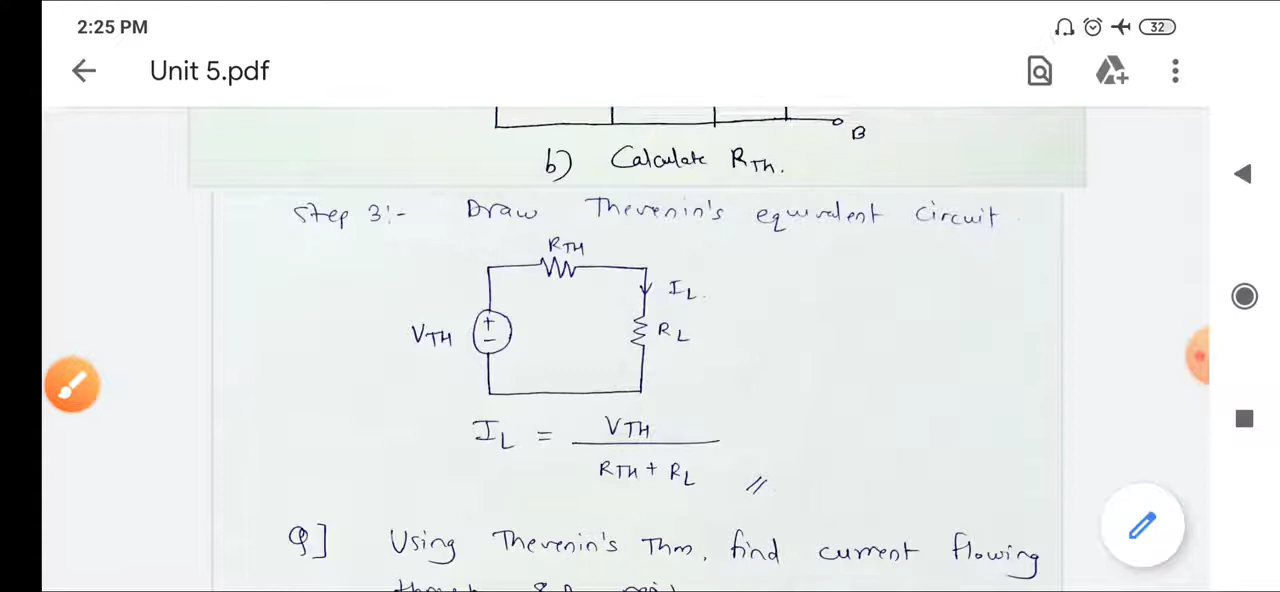 2:25 PM
32
Unit 5.pdf
B
b) Calculate RTh.
Step 3:- Draw Thevenin's equivalent circuit
RTH
IL.
VTH
+
-
RL
IL = VTH
RTH + RL //
Q] Using Thevenin's Thm, find current flowing